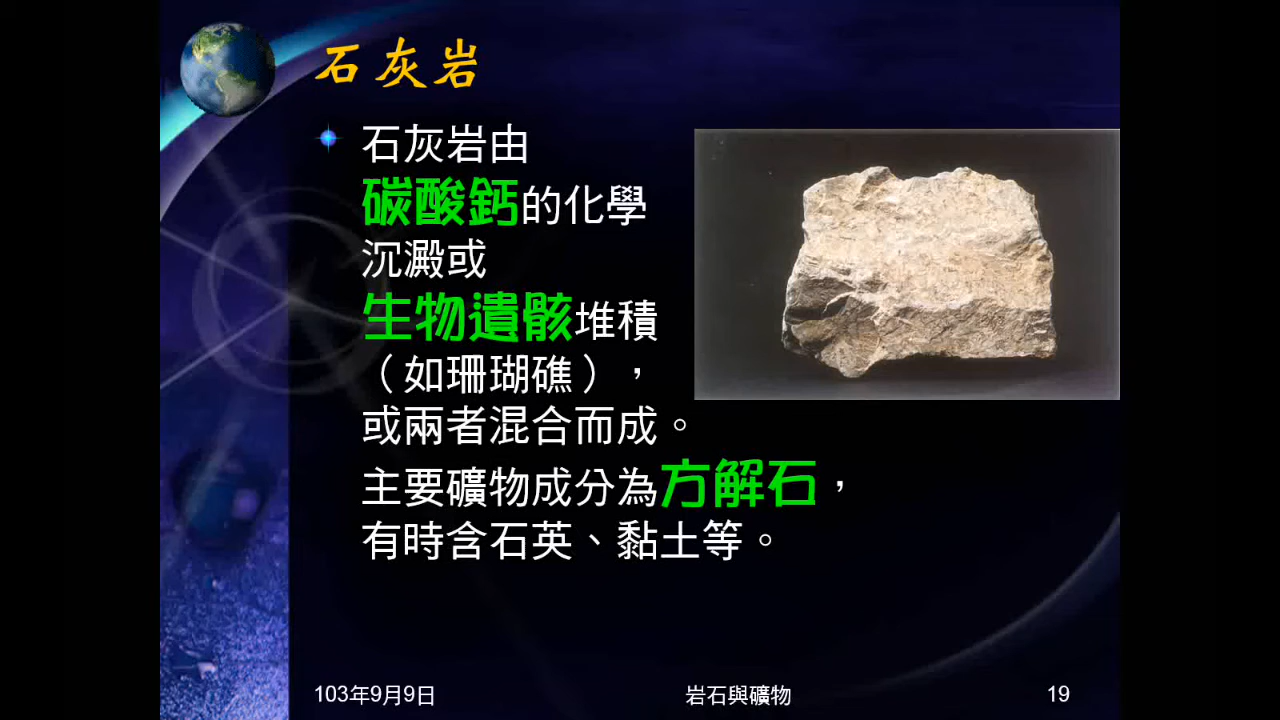 石灰岩
石灰岩由
碳酸鈣的化學
沉澱或
生物遺骸堆積
（如珊瑚礁），
或兩者混合而成。
主要礦物成分為方解石，
有時含石英、黏土等。
103年9月9日
岩石與礦物
19